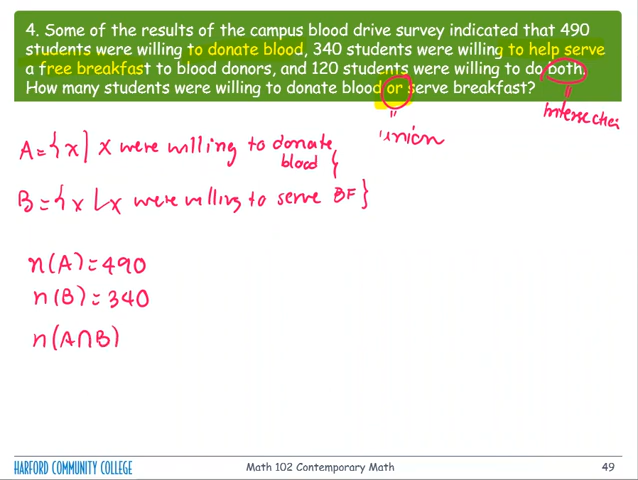 4. Some of the results of the campus blood drive survey indicated that 490
students were willing to donate blood, 340 students were willing to help serve
a free breakfast to blood donors, and 120 students were willing to do both.
How many students were willing to donate blood or serve breakfast?
Intersection
union
A={x| x were willing to donate
blood}
B={x|x were willing to serve BF}
n(A)=490
n(B)=340
n(A∩B)
HARFORD COMMUNITY COLLEGE
Math 102 Contemporary Math
49